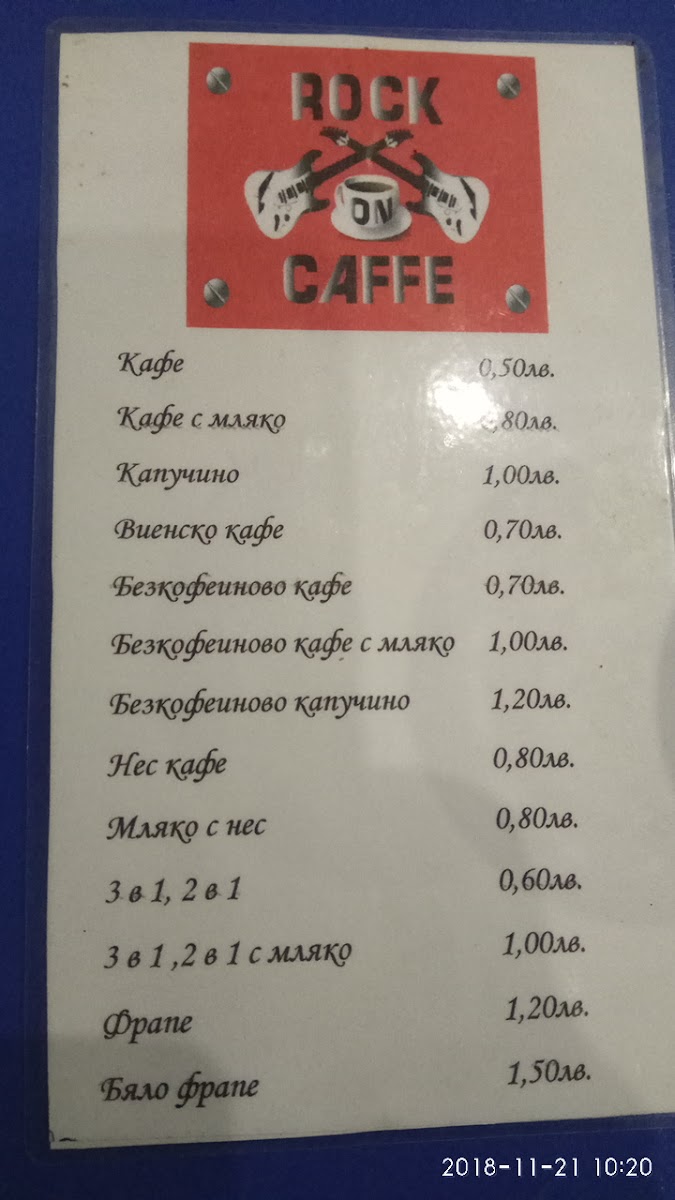 ROCK
ON
CAFFE
Кафе 0,50лв.
Кафе с мляко ,80лв.
Капучино 1,00лв.
Виенско кафе 0,70лв.
Безкофеиново кафе 0,70лв.
Безкофеиново кафе с мляко 1,00лв.
Безкофеиново капучино 1,20лв.
Нес кафе 0,80лв.
Мляко с нес 0,80лв.
3 в 1, 2 в 1 0,60лв.
3 в 1 ,2 в 1 с мляко 1,00лв.
Фрапе 1,20лв.
Бяло фрапе 1,50лв.
2018-11-21 10:20